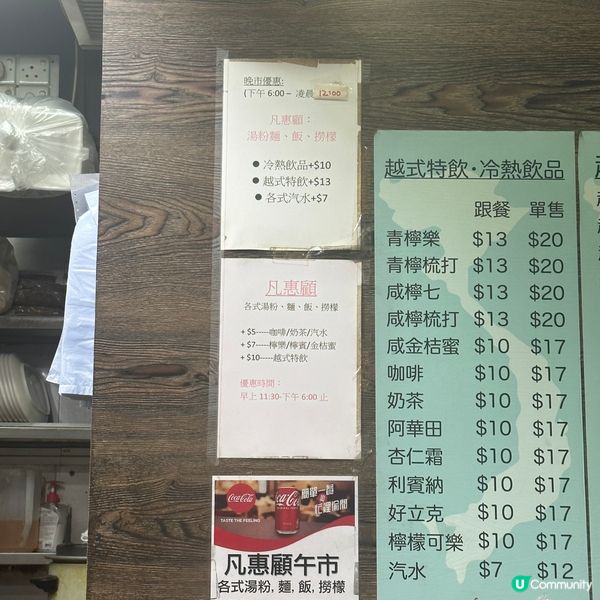 晚市優惠:
(下午 6:00 – 凌晨 12:00
凡惠顧：
湯粉麵、飯、撈檬
● 冷熱飲品+$10
● 越式特飲+$13
● 各式汽水+$7
凡惠顧
各式湯粉、麵、飯、撈檬
+ $5-----咖啡/奶茶/汽水
+ $7-----檸樂/檸賓/金桔蜜
+ $10-----越式特飲
優惠時間：
早上 11:30-下午 6:00 止
Coca-Cola
TASTE THE FEELING
簡單一餐
忙裡偷閒
凡惠顧午市
各式湯粉, 麵, 飯, 撈檬
越式特飲·冷熱飲品
跟餐 單售
青檸樂 $13 $20
青檸梳打 $13 $20
咸檸七 $13 $20
咸檸梳打 $13 $20
咸金桔蜜 $10 $17
咖啡 $10 $17
奶茶 $10 $17
阿華田 $10 $17
杏仁霜 $10 $17
利賓納 $10 $17
好立克 $10 $17
檸檬可樂 $10 $17
汽水 $7 $12
U Community